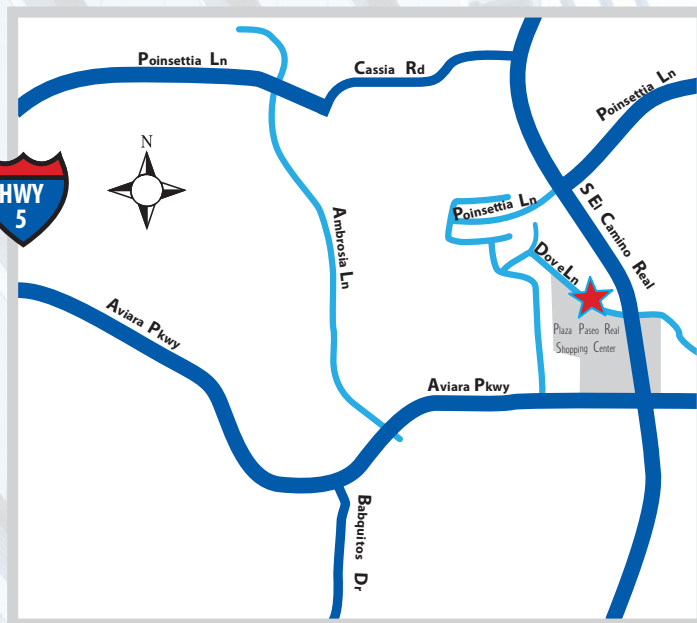 Poinsettia Ln
Cassia Rd
Poinsettia Ln
N
HWY
5
Poinsettia Ln
S El Camino Real
Ambrosia Ln
Dove Ln
Aviara Pkwy
Plaza Paseo Real
Shopping Center
Aviara Pkwy
Babquitos Dr